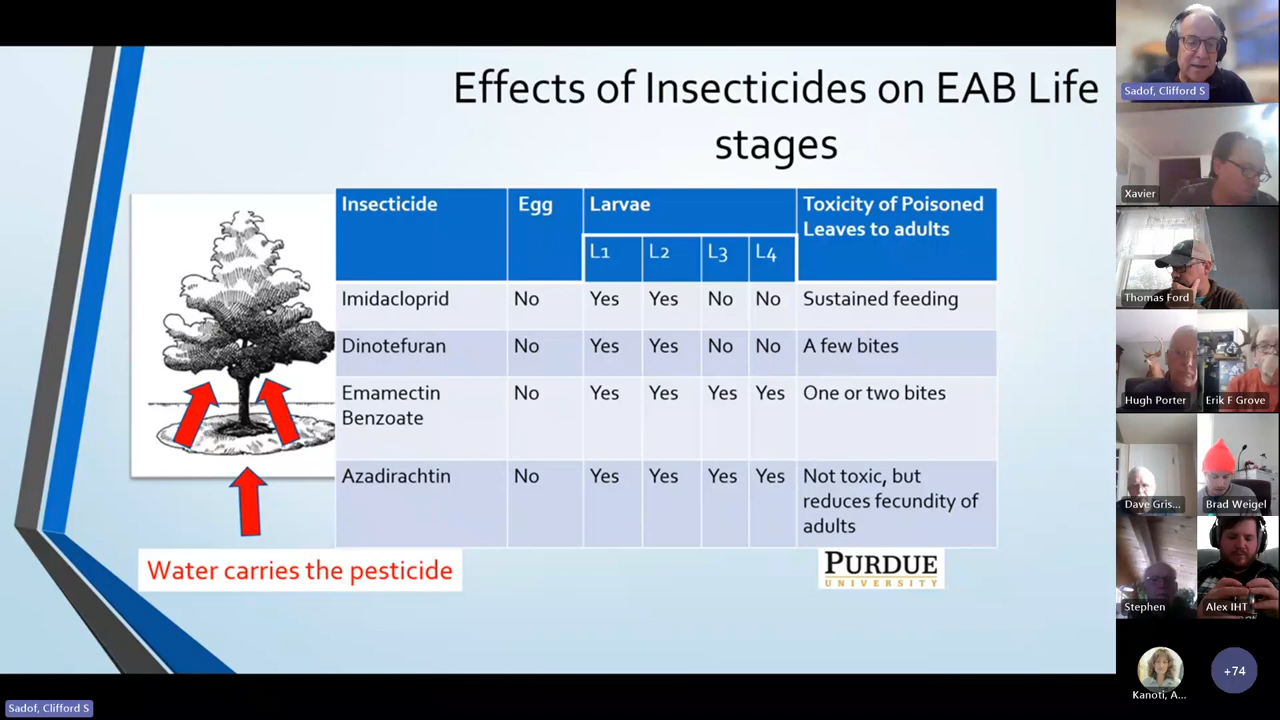 Effects of Insecticides on EAB Life
stages
Insecticide Egg Larvae Toxicity of Poisoned
Leaves to adults
L1 L2 L3 L4
Imidacloprid No Yes Yes No No Sustained feeding
Dinotefuran No Yes Yes No No A few bites
Emamectin
Benzoate No Yes Yes Yes Yes One or two bites
Azadirachtin No Yes Yes Yes Yes Not toxic, but
reduces fecundity of
adults
Water carries the pesticide
PURDUE
UNIVERSITY
Sadof, Clifford S
Sadof, Clifford S
Xavier
Thomas Ford
Hugh Porter
Erik F Grove
Dave Gris...
Brad Weigel
Stephen
Alex IHT
Kanoti, A...
+74